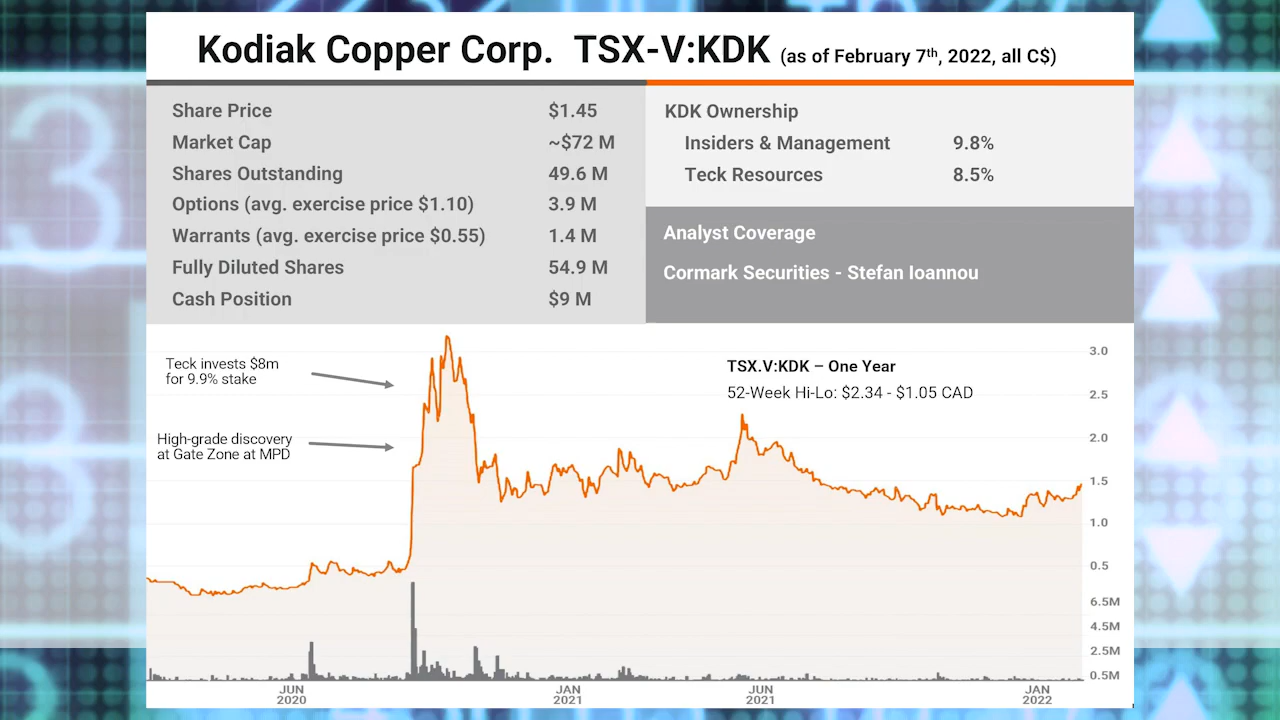 Kodiak Copper Corp. TSX-V:KDK (as of February 7th, 2022, all C$)
Share Price $1.45
Market Cap ~$72 M
Shares Outstanding 49.6 M
Options (avg. exercise price $1.10) 3.9 M
Warrants (avg. exercise price $0.55) 1.4 M
Fully Diluted Shares 54.9 M
Cash Position $9 M
KDK Ownership
Insiders & Management 9.8%
Teck Resources 8.5%
Analyst Coverage
Cormark Securities - Stefan Ioannou
Teck invests $8m
for 9.9% stake
High-grade discovery
at Gate Zone at MPD
TSX.V:KDK – One Year
52-Week Hi-Lo: $2.34 - $1.05 CAD
3.0
2.5
2.0
1.5
1.0
0.5
6.5M
4.5M
2.5M
0.5M
JUN
2020
JAN
2021
JUN
2021
JAN
2022